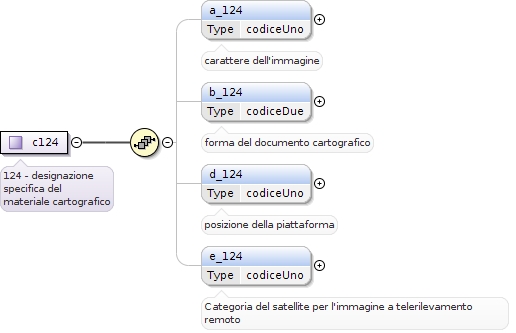 a_124
Type codiceUno
carattere dell'immagine
b_124
Type codiceDue
forma del documento cartografico
c124
124 - designazione
specifica del
materiale cartografico
d_124
Type codiceUno
posizione della piattaforma
e_124
Type codiceUno
Categoria del satellite per l'immagine a telerilevamento
remoto